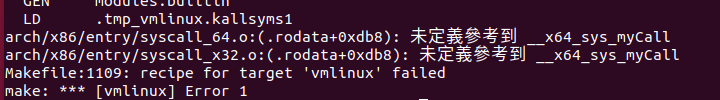 GEN modules.builtin
LD .tmp_vmlinux.kallsyms1
arch/x86/entry/syscall_64.o:(.rodata+0xdb8): 未定義參考到 __x64_sys_myCall
arch/x86/entry/syscall_x32.o:(.rodata+0xdb8): 未定義參考到 __x64_sys_myCall
Makefile:1109: recipe for target 'vmlinux' failed
make: *** [vmlinux] Error 1